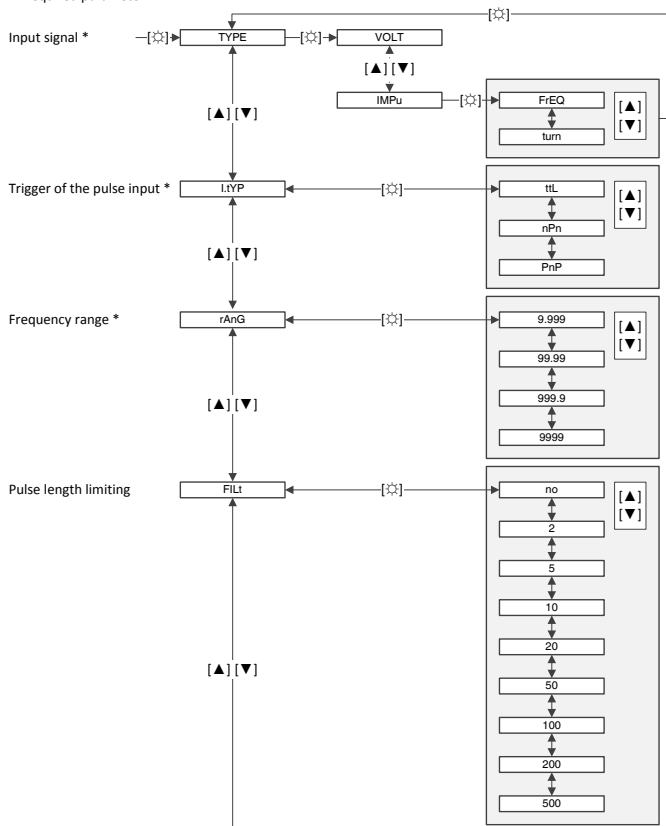 [☼]
Input signal * [☼] TYPE [☼] VOLT
[▲] [▼]
IMPu [☼] FrEQ [▲]
[▲] [▼] turn [▼]
Trigger of the pulse input * I.tYP [☼] ttL [▲]
[▼]
nPn
[▲] [▼]
PnP
Frequency range * rAnG [☼] 9.999 [▲]
[▼]
99.99
[▲] [▼] 999.9
9999
Pulse length limiting FILt [☼] no [▲]
[▼]
2
5
10
20
[▲] [▼] 50
100
200
500